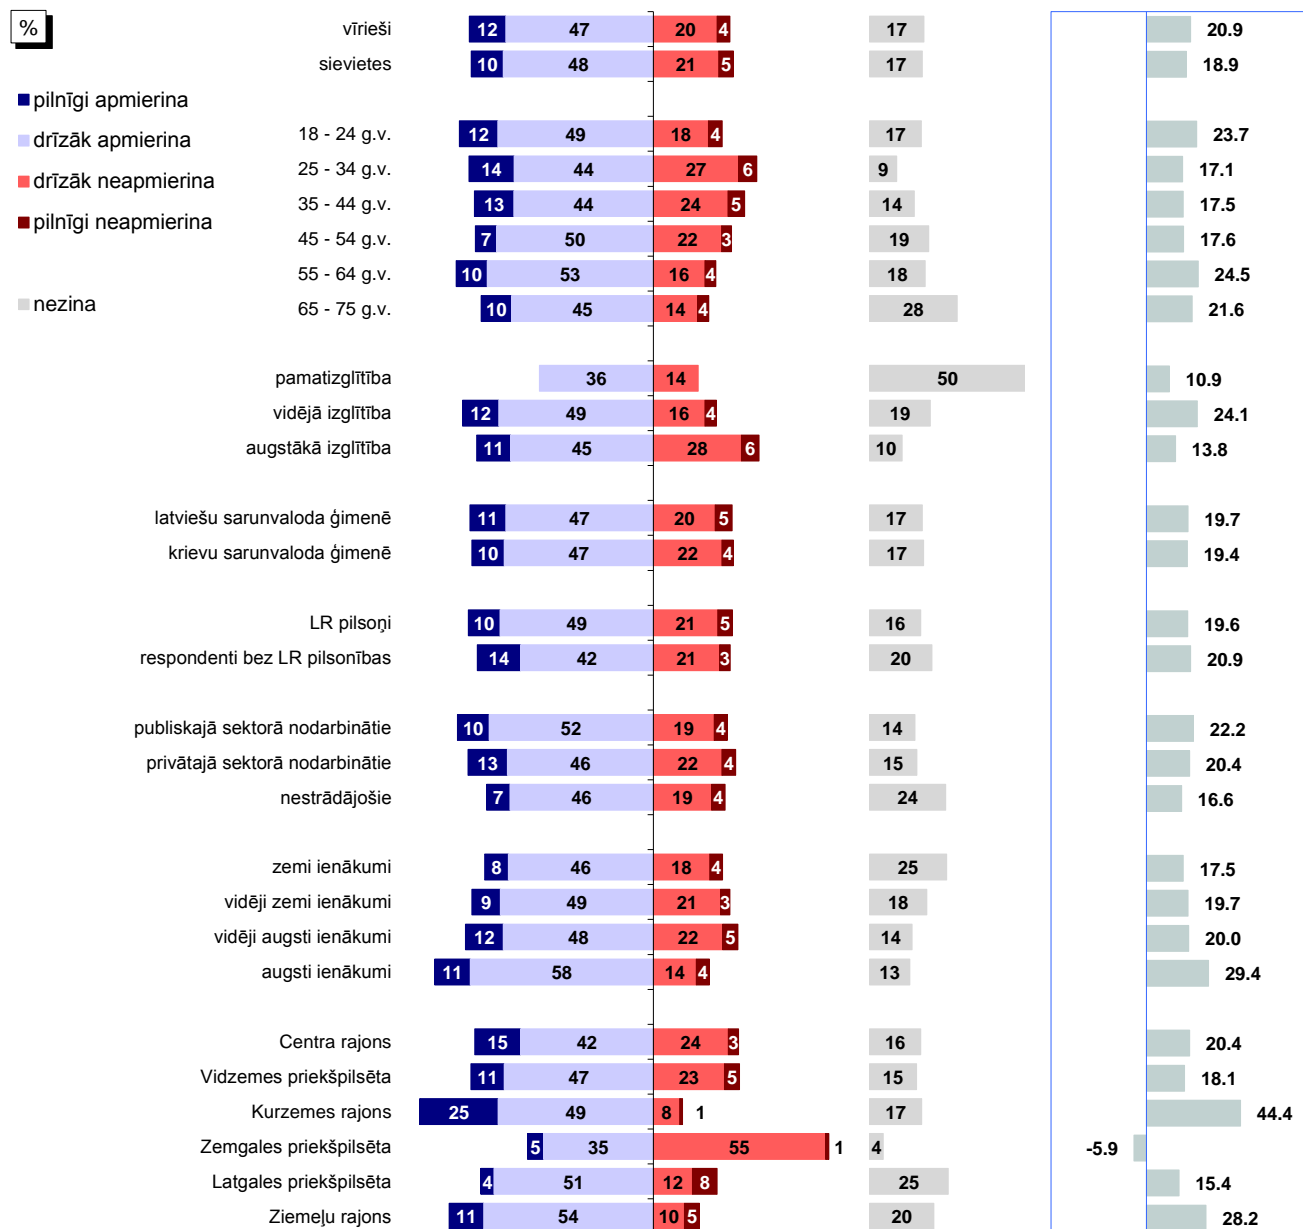 %
pilnīgi apmierina
drīzāk apmierina
drīzāk neapmierina
pilnīgi neapmierina
nezina
vīrieši 12 47 20 4 17 20.9
sievietes 10 48 21 5 17 18.9
18 - 24 g.v. 12 49 18 4 17 23.7
25 - 34 g.v. 14 44 27 6 9 17.1
35 - 44 g.v. 13 44 24 5 14 17.5
45 - 54 g.v. 7 50 22 3 19 17.6
55 - 64 g.v. 10 53 16 4 18 24.5
65 - 75 g.v. 10 45 14 4 28 21.6
pamatizglītība 36 14 50 10.9
vidējā izglītība 12 49 16 4 19 24.1
augstākā izglītība 11 45 28 6 10 13.8
latviešu sarunvaloda ģimenē 11 47 20 5 17 19.7
krievu sarunvaloda ģimenē 10 47 22 4 17 19.4
LR pilsoņi 10 49 21 5 16 19.6
respondenti bez LR pilsonības 14 42 21 3 20 20.9
publiskajā sektorā nodarbinātie 10 52 19 4 14 22.2
privātajā sektorā nodarbinātie 13 46 22 4 15 20.4
nestrādājošie 7 46 19 4 24 16.6
zemi ienākumi 8 46 18 4 25 17.5
vidēji zemi ienākumi 9 49 21 3 18 19.7
vidēji augsti ienākumi 12 48 22 5 14 20.0
augsti ienākumi 11 58 14 4 13 29.4
Centra rajons 15 42 24 3 16 20.4
Vidzemes priekšpilsēta 11 47 23 5 15 18.1
Kurzemes rajons 25 49 8 1 17 44.4
Zemgales priekšpilsēta 5 35 55 1 4 -5.9
Latgales priekšpilsēta 4 51 12 8 25 15.4
Ziemeļu rajons 11 54 10 5 20 28.2